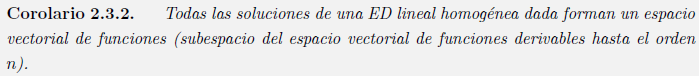 Corolario 2.3.2. Todas las soluciones de una ED lineal homogénea dada forman un espacio
vectorial de funciones (subespacio del espacio vectorial de funciones derivables hasta el orden
n).